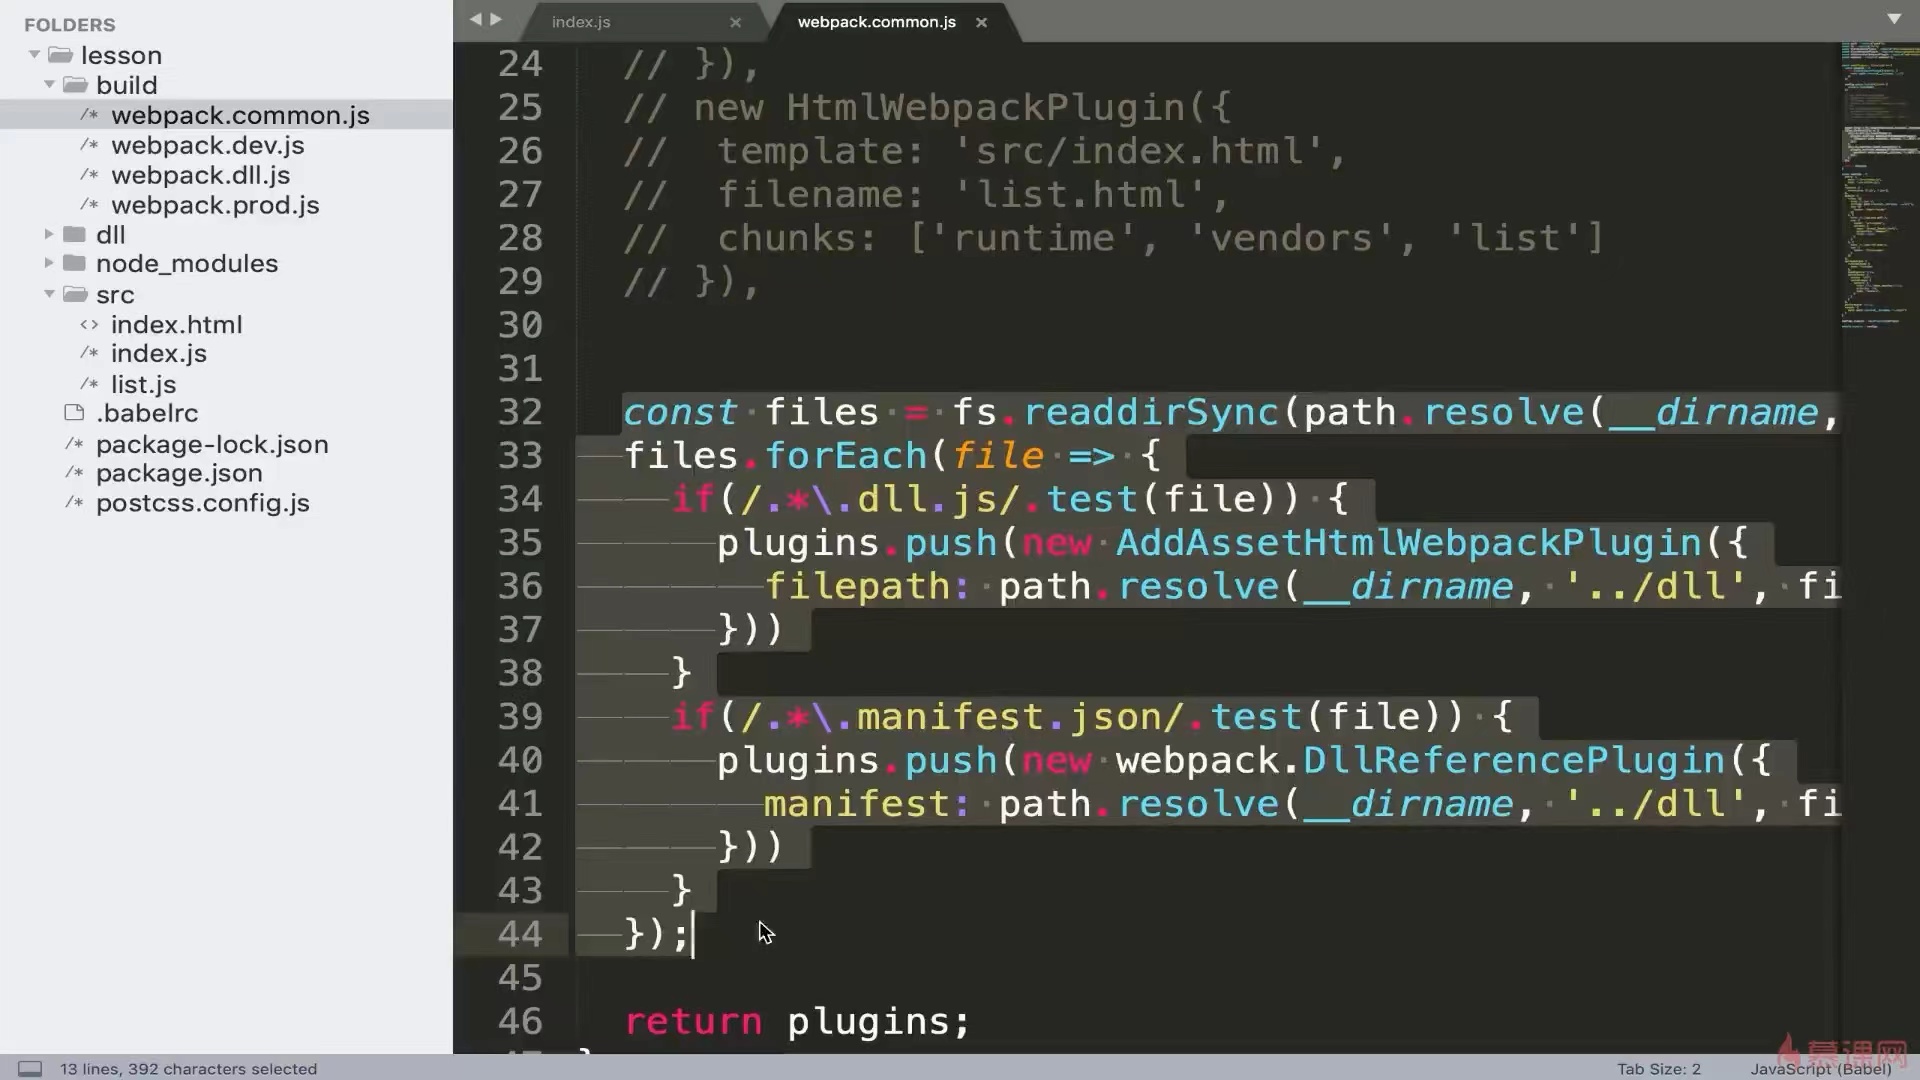 FOLDERS
lesson
build
/* webpack.common.js
/* webpack.dev.js
/* webpack.dll.js
/* webpack.prod.js
dll
node_modules
src
<> index.html
/* index.js
/* list.js
.babelrc
/* package-lock.json
/* package.json
/* postcss.config.js
index.js ×
webpack.common.js ×
24 // }),
25 // new HtmlWebpackPlugin({
26 //  template: 'src/index.html',
27 //  filename: 'list.html',
28 //  chunks: ['runtime', 'vendors', 'list']
29 // }),
30
31
32 const files = fs.readdirSync(path.resolve(__dirname,
33 files.forEach(file => {
34 if(/.*\.dll.js/.test(file)) {
35 plugins.push(new AddAssetHtmlWebpackPlugin({
36 filepath: path.resolve(__dirname, '../dll', fi
37 }))
38 }
39 if(/.*\.manifest.json/.test(file)) {
40 plugins.push(new webpack.DllReferencePlugin({
41 manifest: path.resolve(__dirname, '../dll', fi
42 }))
43 }
44 });
45
46 return plugins;
13 lines, 392 characters selected
Tab Size: 2
JavaScript (Babel)
慕课网